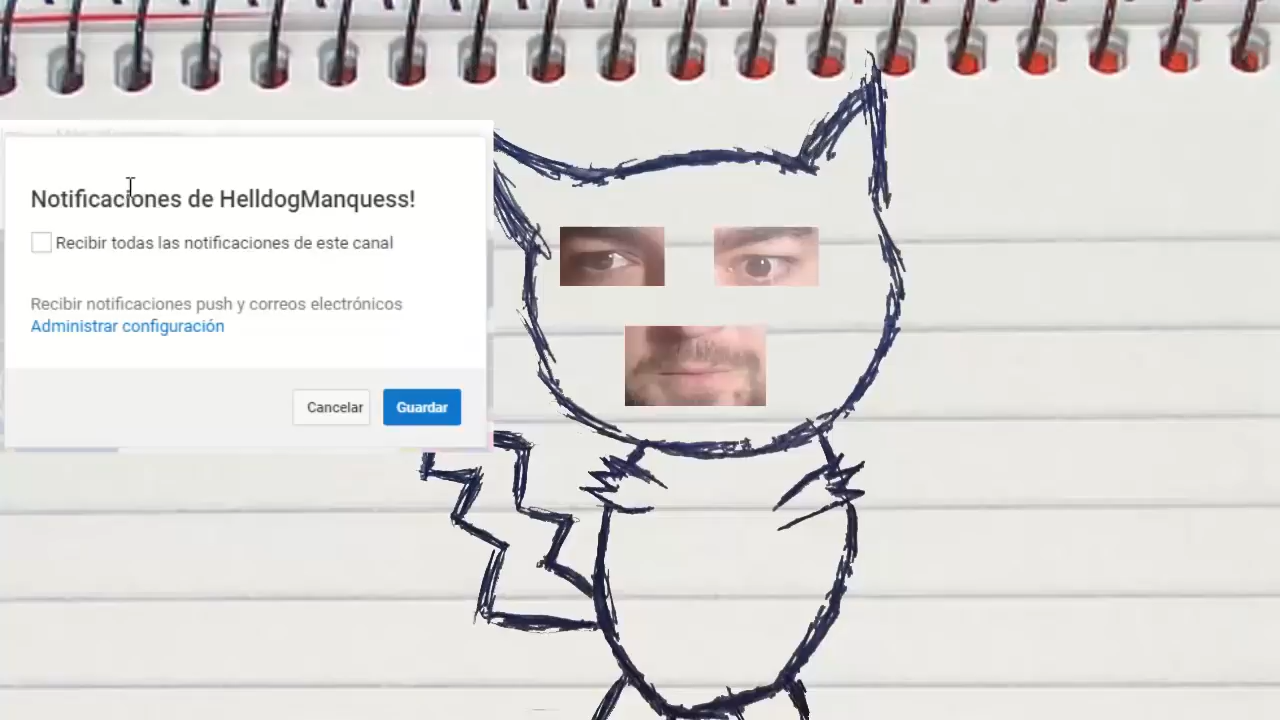 Notificaciones de HelldogManquess!
Recibir todas las notificaciones de este canal
Recibir notificaciones push y correos electrónicos
Administrar configuración
Cancelar
Guardar